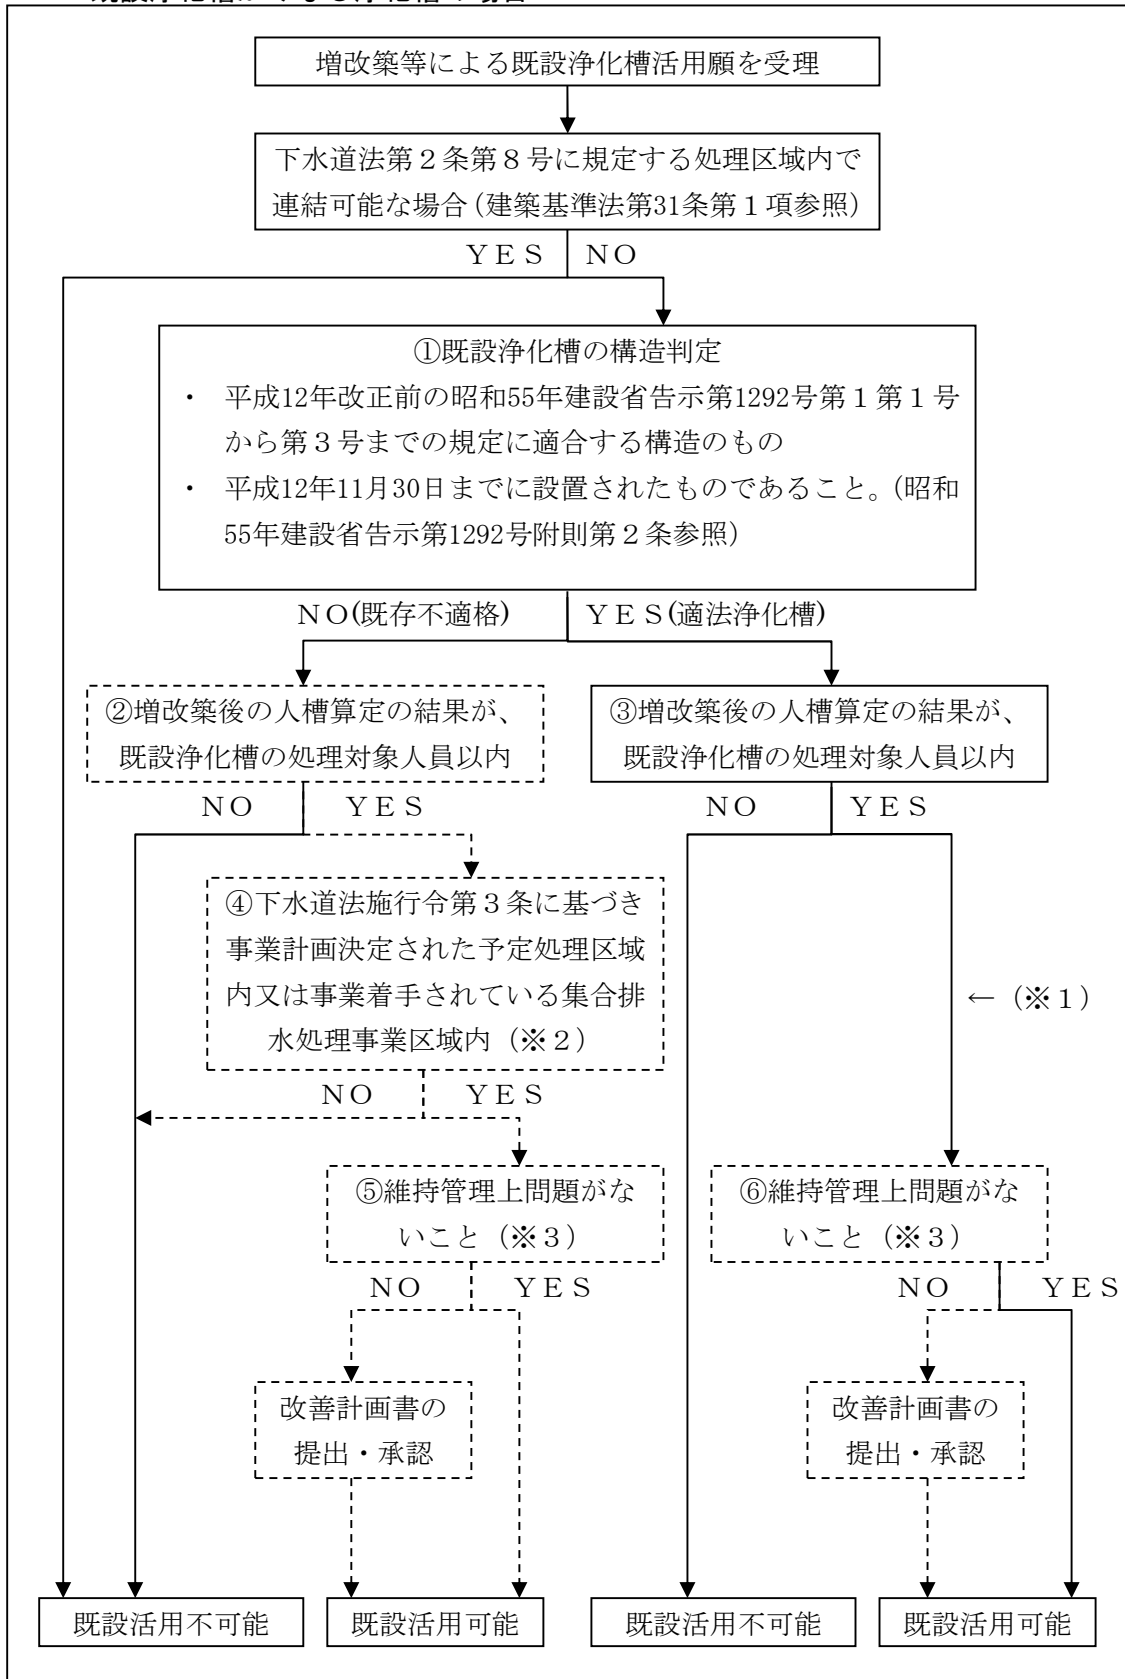 増改築等による既設浄化槽活用願を受理
下水道法第２条第８号に規定する処理区域内で
連結可能な場合（建築基準法第31条第１項参照）
ＹＥＳ ＮＯ
①既設浄化槽の構造判定
・ 平成12年改正前の昭和55年建設省告示第1292号第１第１号
から第３号までの規定に適合する構造のもの
・ 平成12年11月30日までに設置されたものであること。（昭和
55年建設省告示第1292号附則第２条参照）
ＮＯ(既存不適格) ＹＥＳ(適法浄化槽)
②増改築後の人槽算定の結果が、
既設浄化槽の処理対象人員以内
③増改築後の人槽算定の結果が、
既設浄化槽の処理対象人員以内
ＮＯ ＹＥＳ
ＮＯ ＹＥＳ
④下水道法施行令第３条に基づき
事業計画決定された予定処理区域
内又は事業着手されている集合排
水処理事業区域内（※２）
←（※１）
ＮＯ ＹＥＳ
⑤維持管理上問題がな
いこと（※３）
⑥維持管理上問題がな
いこと（※３）
ＮＯ ＹＥＳ
ＮＯ ＹＥＳ
改善計画書の
提出・承認
改善計画書の
提出・承認
既設活用不可能
既設活用可能
既設活用不可能
既設活用可能